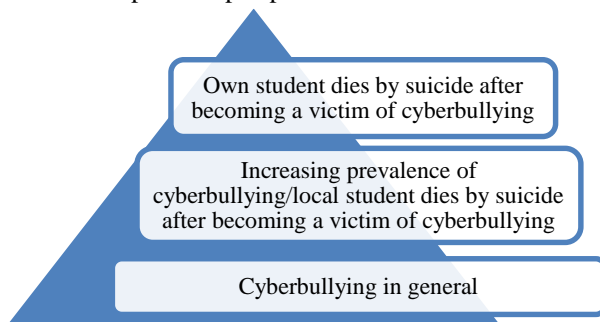 Own student dies by suicide after
becoming a victim of cyberbullying
Increasing prevalence of
cyberbullying/local student dies by suicide
after becoming a victim of cyberbullying
Cyberbullying in general